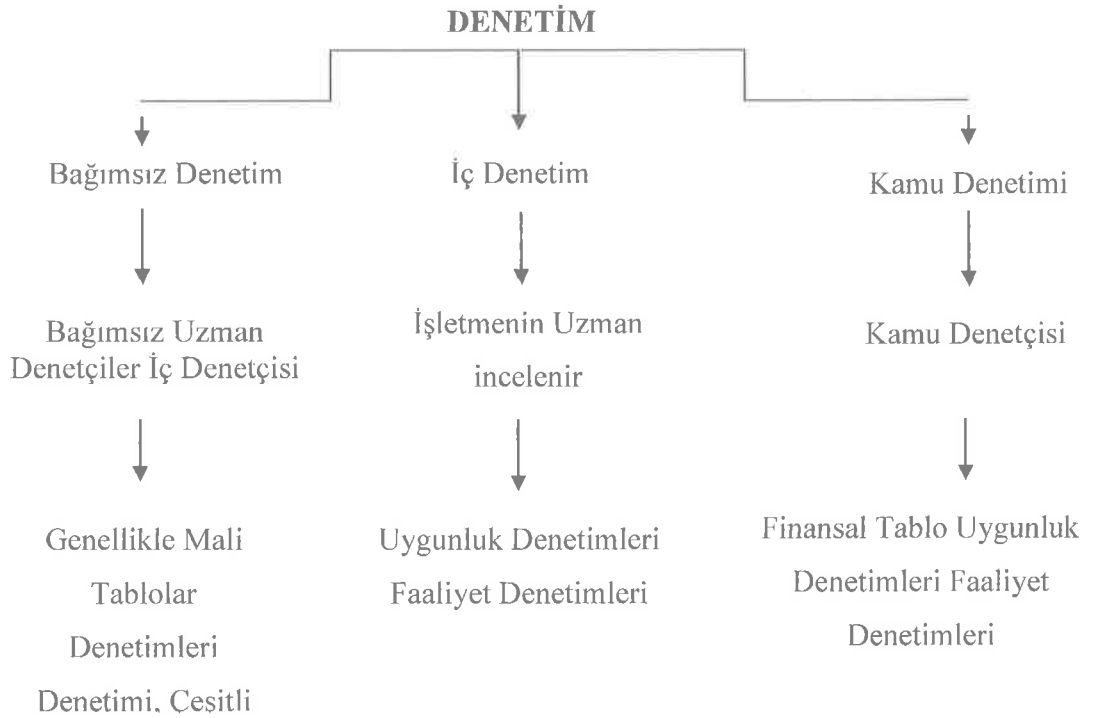 DENETİM
Bağımsız Denetim
İç Denetim
Kamu Denetimi
Bağımsız Uzman
Denetçiler İç Denetçisi
İşletmenin Uzman
incelenir
Kamu Denetçisi
Genellikle Mali
Tablolar
Denetimleri
Denetimi, Çeşitli
Uygunluk Denetimleri
Faaliyet Denetimleri
Finansal Tablo Uygunluk
Denetimleri Faaliyet
Denetimleri